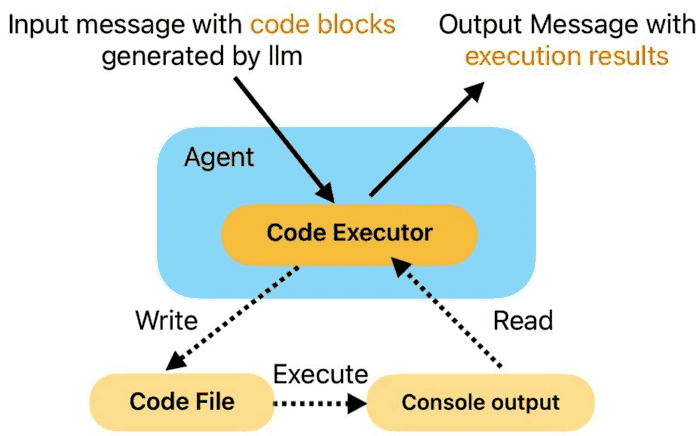 Input message with code blocks
generated by llm
Output Message with
execution results
Agent
Code Executor
Write
Read
Execute
Code File
Console output